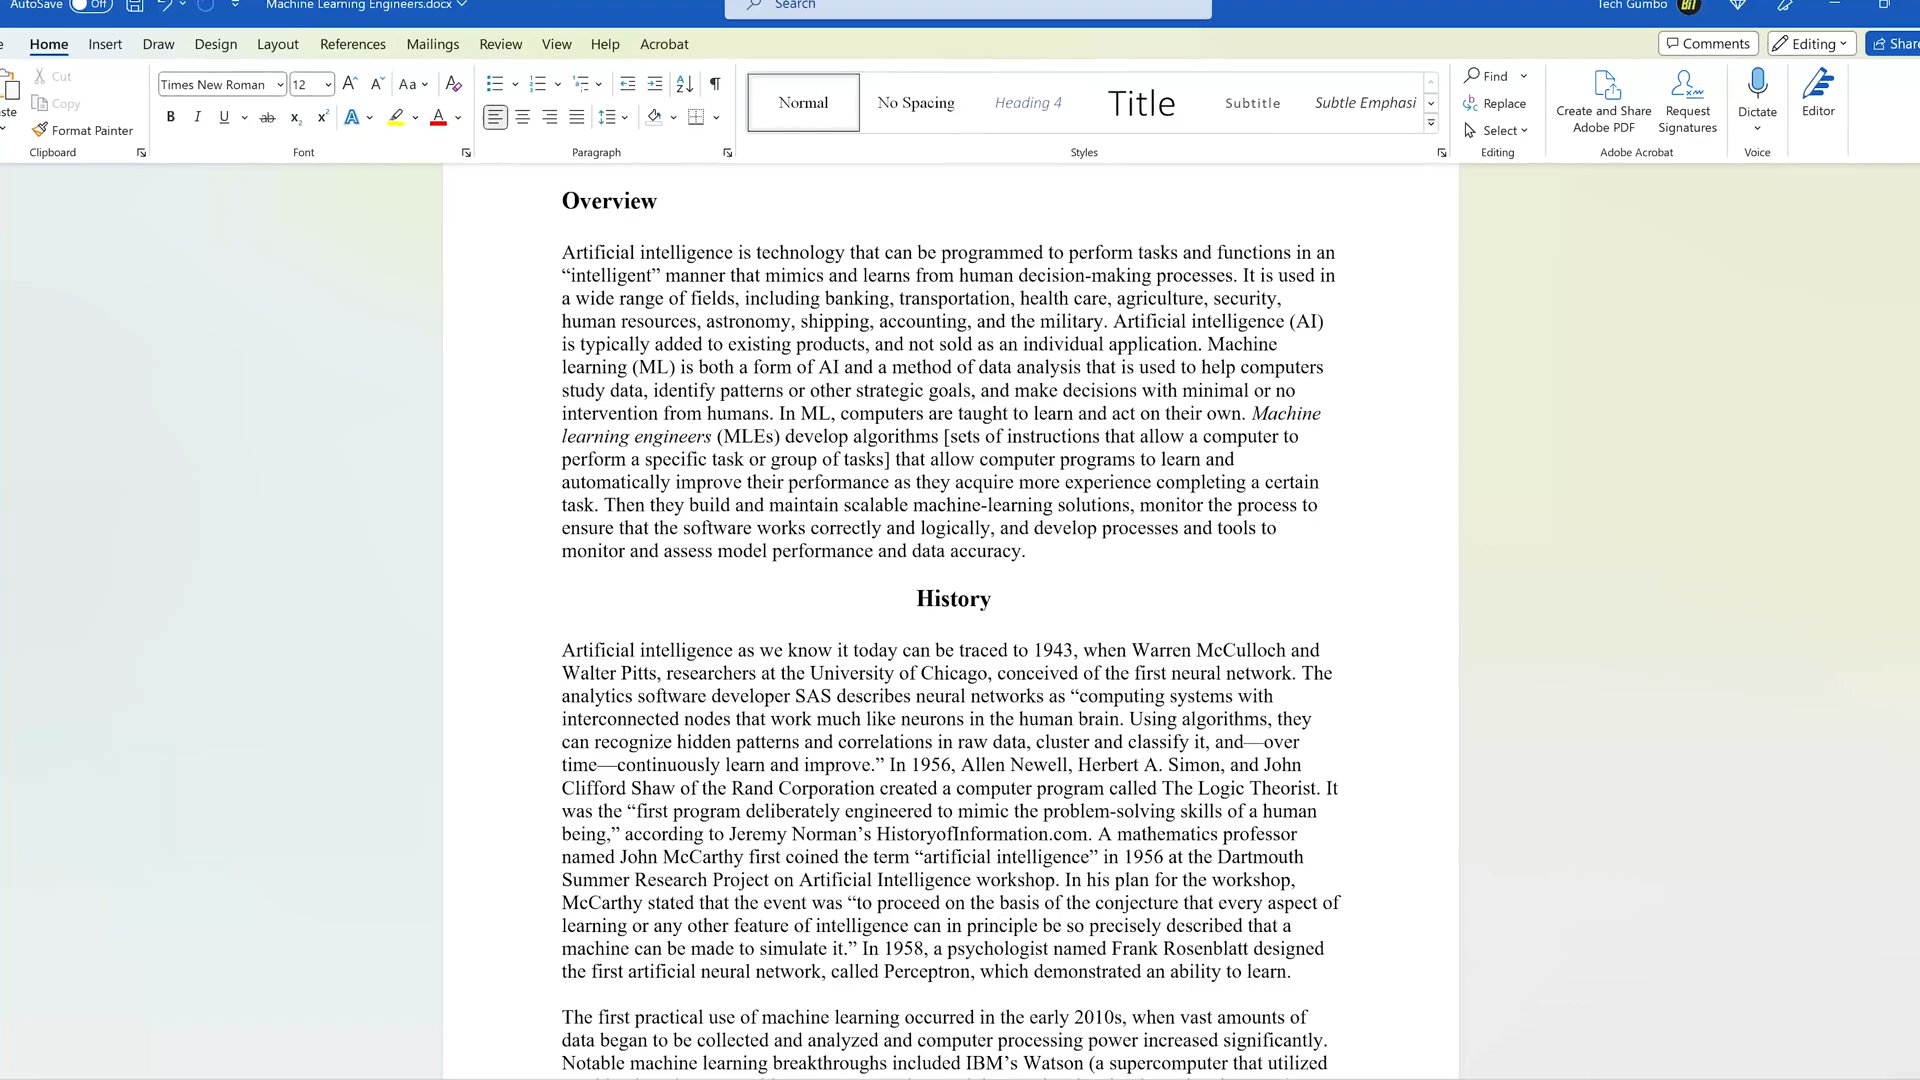 AutoSave Off Machine Learning Engineers.docx Search Tech Gumbo
Home Insert Draw Design Layout References Mailings Review View Help Acrobat Comments Editing Share
Cut
Copy
Format Painter
Clipboard
Times New Roman 12
Aa
Font
Paragraph
Normal No Spacing Heading 4 Title Subtitle Subtle Emphasi
Styles
Find
Replace
Select
Editing
Create and Share
Adobe PDF
Request
Signatures
Adobe Acrobat
Dictate
Voice
Editor
Overview
Artificial intelligence is technology that can be programmed to perform tasks and functions in an
“intelligent” manner that mimics and learns from human decision-making processes. It is used in
a wide range of fields, including banking, transportation, health care, agriculture, security,
human resources, astronomy, shipping, accounting, and the military. Artificial intelligence (AI)
is typically added to existing products, and not sold as an individual application. Machine
learning (ML) is both a form of AI and a method of data analysis that is used to help computers
study data, identify patterns or other strategic goals, and make decisions with minimal or no
intervention from humans. In ML, computers are taught to learn and act on their own. Machine
learning engineers (MLEs) develop algorithms [sets of instructions that allow a computer to
perform a specific task or group of tasks] that allow computer programs to learn and
automatically improve their performance as they acquire more experience completing a certain
task. Then they build and maintain scalable machine-learning solutions, monitor the process to
ensure that the software works correctly and logically, and develop processes and tools to
monitor and assess model performance and data accuracy.
History
Artificial intelligence as we know it today can be traced to 1943, when Warren McCulloch and
Walter Pitts, researchers at the University of Chicago, conceived of the first neural network. The
analytics software developer SAS describes neural networks as “computing systems with
interconnected nodes that work much like neurons in the human brain. Using algorithms, they
can recognize hidden patterns and correlations in raw data, cluster and classify it, and—over
time—continuously learn and improve.” In 1956, Allen Newell, Herbert A. Simon, and John
Clifford Shaw of the Rand Corporation created a computer program called The Logic Theorist. It
was the “first program deliberately engineered to mimic the problem-solving skills of a human
being,” according to Jeremy Norman’s HistoryofInformation.com. A mathematics professor
named John McCarthy first coined the term “artificial intelligence” in 1956 at the Dartmouth
Summer Research Project on Artificial Intelligence workshop. In his plan for the workshop,
McCarthy stated that the event was “to proceed on the basis of the conjecture that every aspect of
learning or any other feature of intelligence can in principle be so precisely described that a
machine can be made to simulate it.” In 1958, a psychologist named Frank Rosenblatt designed
the first artificial neural network, called Perceptron, which demonstrated an ability to learn.
The first practical use of machine learning occurred in the early 2010s, when vast amounts of
data began to be collected and analyzed and computer processing power increased significantly.
Notable machine learning breakthroughs included IBM’s Watson (a supercomputer that utilized